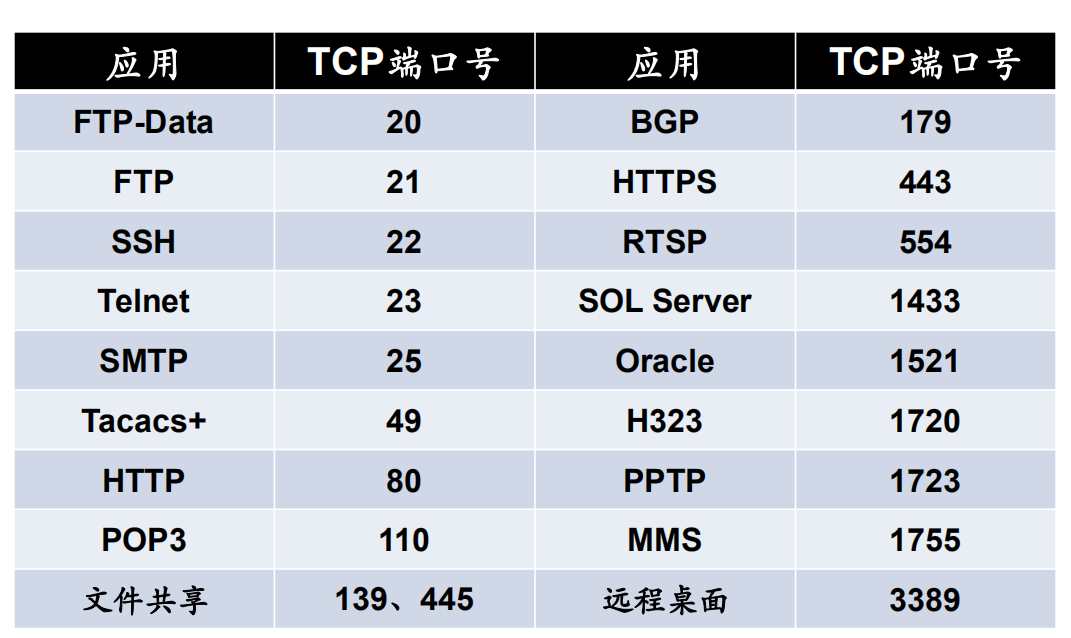 应用 TCP端口号 应用 TCP端口号
FTP-Data 20 BGP 179
FTP 21 HTTPS 443
SSH 22 RTSP 554
Telnet 23 SOL Server 1433
SMTP 25 Oracle 1521
Tacacs+ 49 H323 1720
HTTP 80 PPTP 1723
POP3 110 MMS 1755
文件共享 139、445 远程桌面 3389